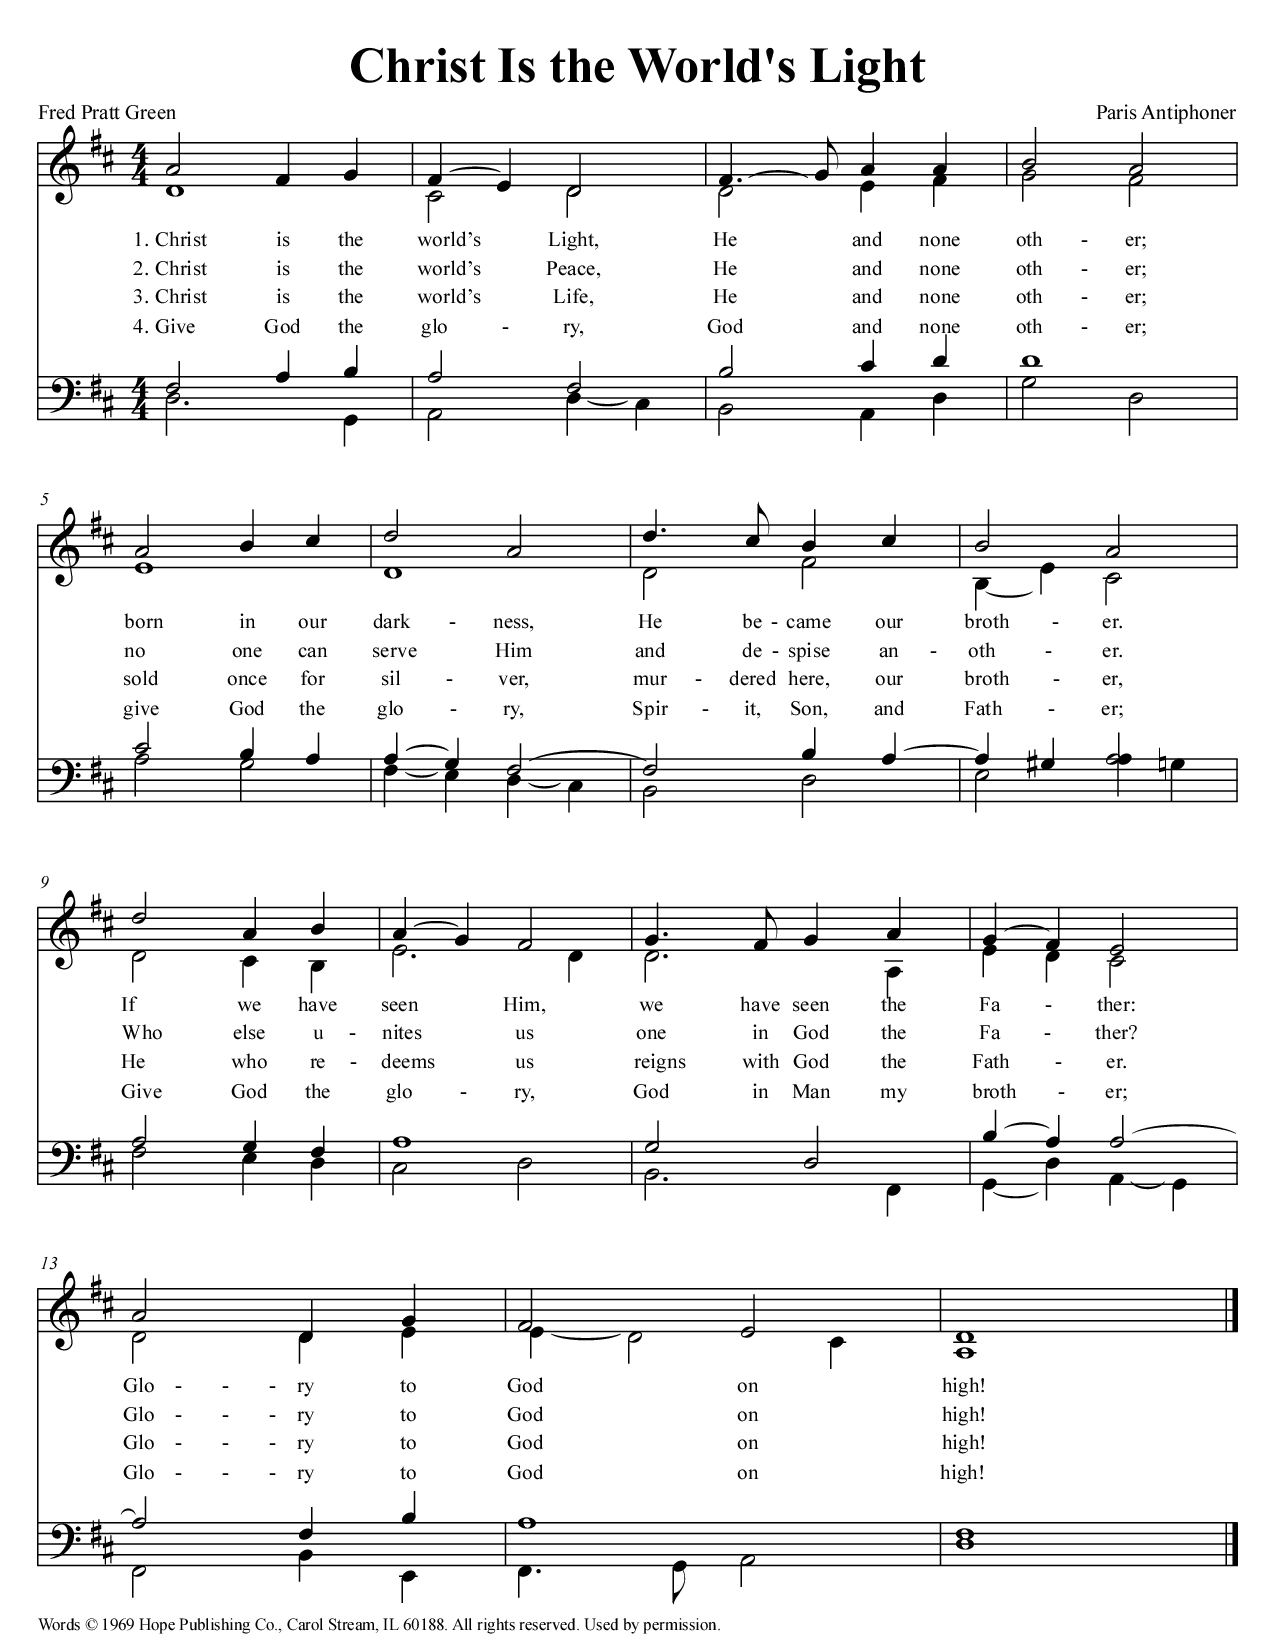 Christ Is the World's Light
Fred Pratt Green
Paris Antiphoner
1. Christ is the world’s Light, He and none oth - er;
2. Christ is the world’s Peace, He and none oth - er;
3. Christ is the world’s Life, He and none oth - er;
4. Give God the glo - ry, God and none oth - er;
5
born in our dark - ness, He be - came our broth - er.
no one can serve Him and de - spise an - oth - er.
sold once for sil - ver, mur - dered here, our broth - er,
give God the glo - ry, Spir - it, Son, and Fath - er;
9
If we have seen Him, we have seen the Fa - ther:
Who else u - nites us one in God the Fa - ther?
He who re - deems us reigns with God the Fath - er.
Give God the glo - ry, God in Man my broth - er;
13
Glo - - - ry to God on high!
Glo - - - ry to God on high!
Glo - - - ry to God on high!
Glo - - - ry to God on high!
Words © 1969 Hope Publishing Co., Carol Stream, IL 60188. All rights reserved. Used by permission.